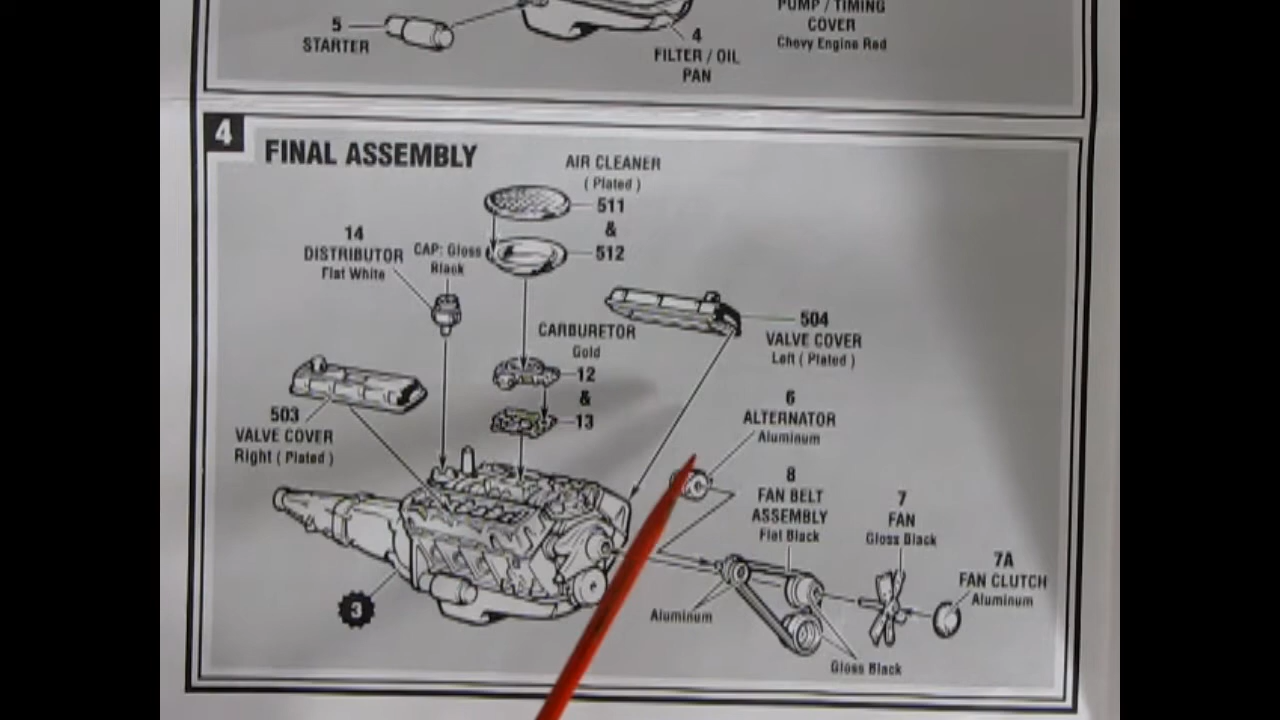 5
STARTER
4
FILTER / OIL
PAN
PUMP / TIMING
COVER
Chevy Engine Red
4
FINAL ASSEMBLY
AIR CLEANER
( Plated )
511
&
512
14
DISTRIBUTOR
Flat White
CAP: Gloss
Black
CARBURETOR
Gold
12
&
13
504
VALVE COVER
Left ( Plated )
503
VALVE COVER
Right ( Plated )
6
ALTERNATOR
Aluminum
8
FAN BELT
ASSEMBLY
Flat Black
7
FAN
Gloss Black
7A
FAN CLUTCH
Aluminum
3
Aluminum
Gloss Black